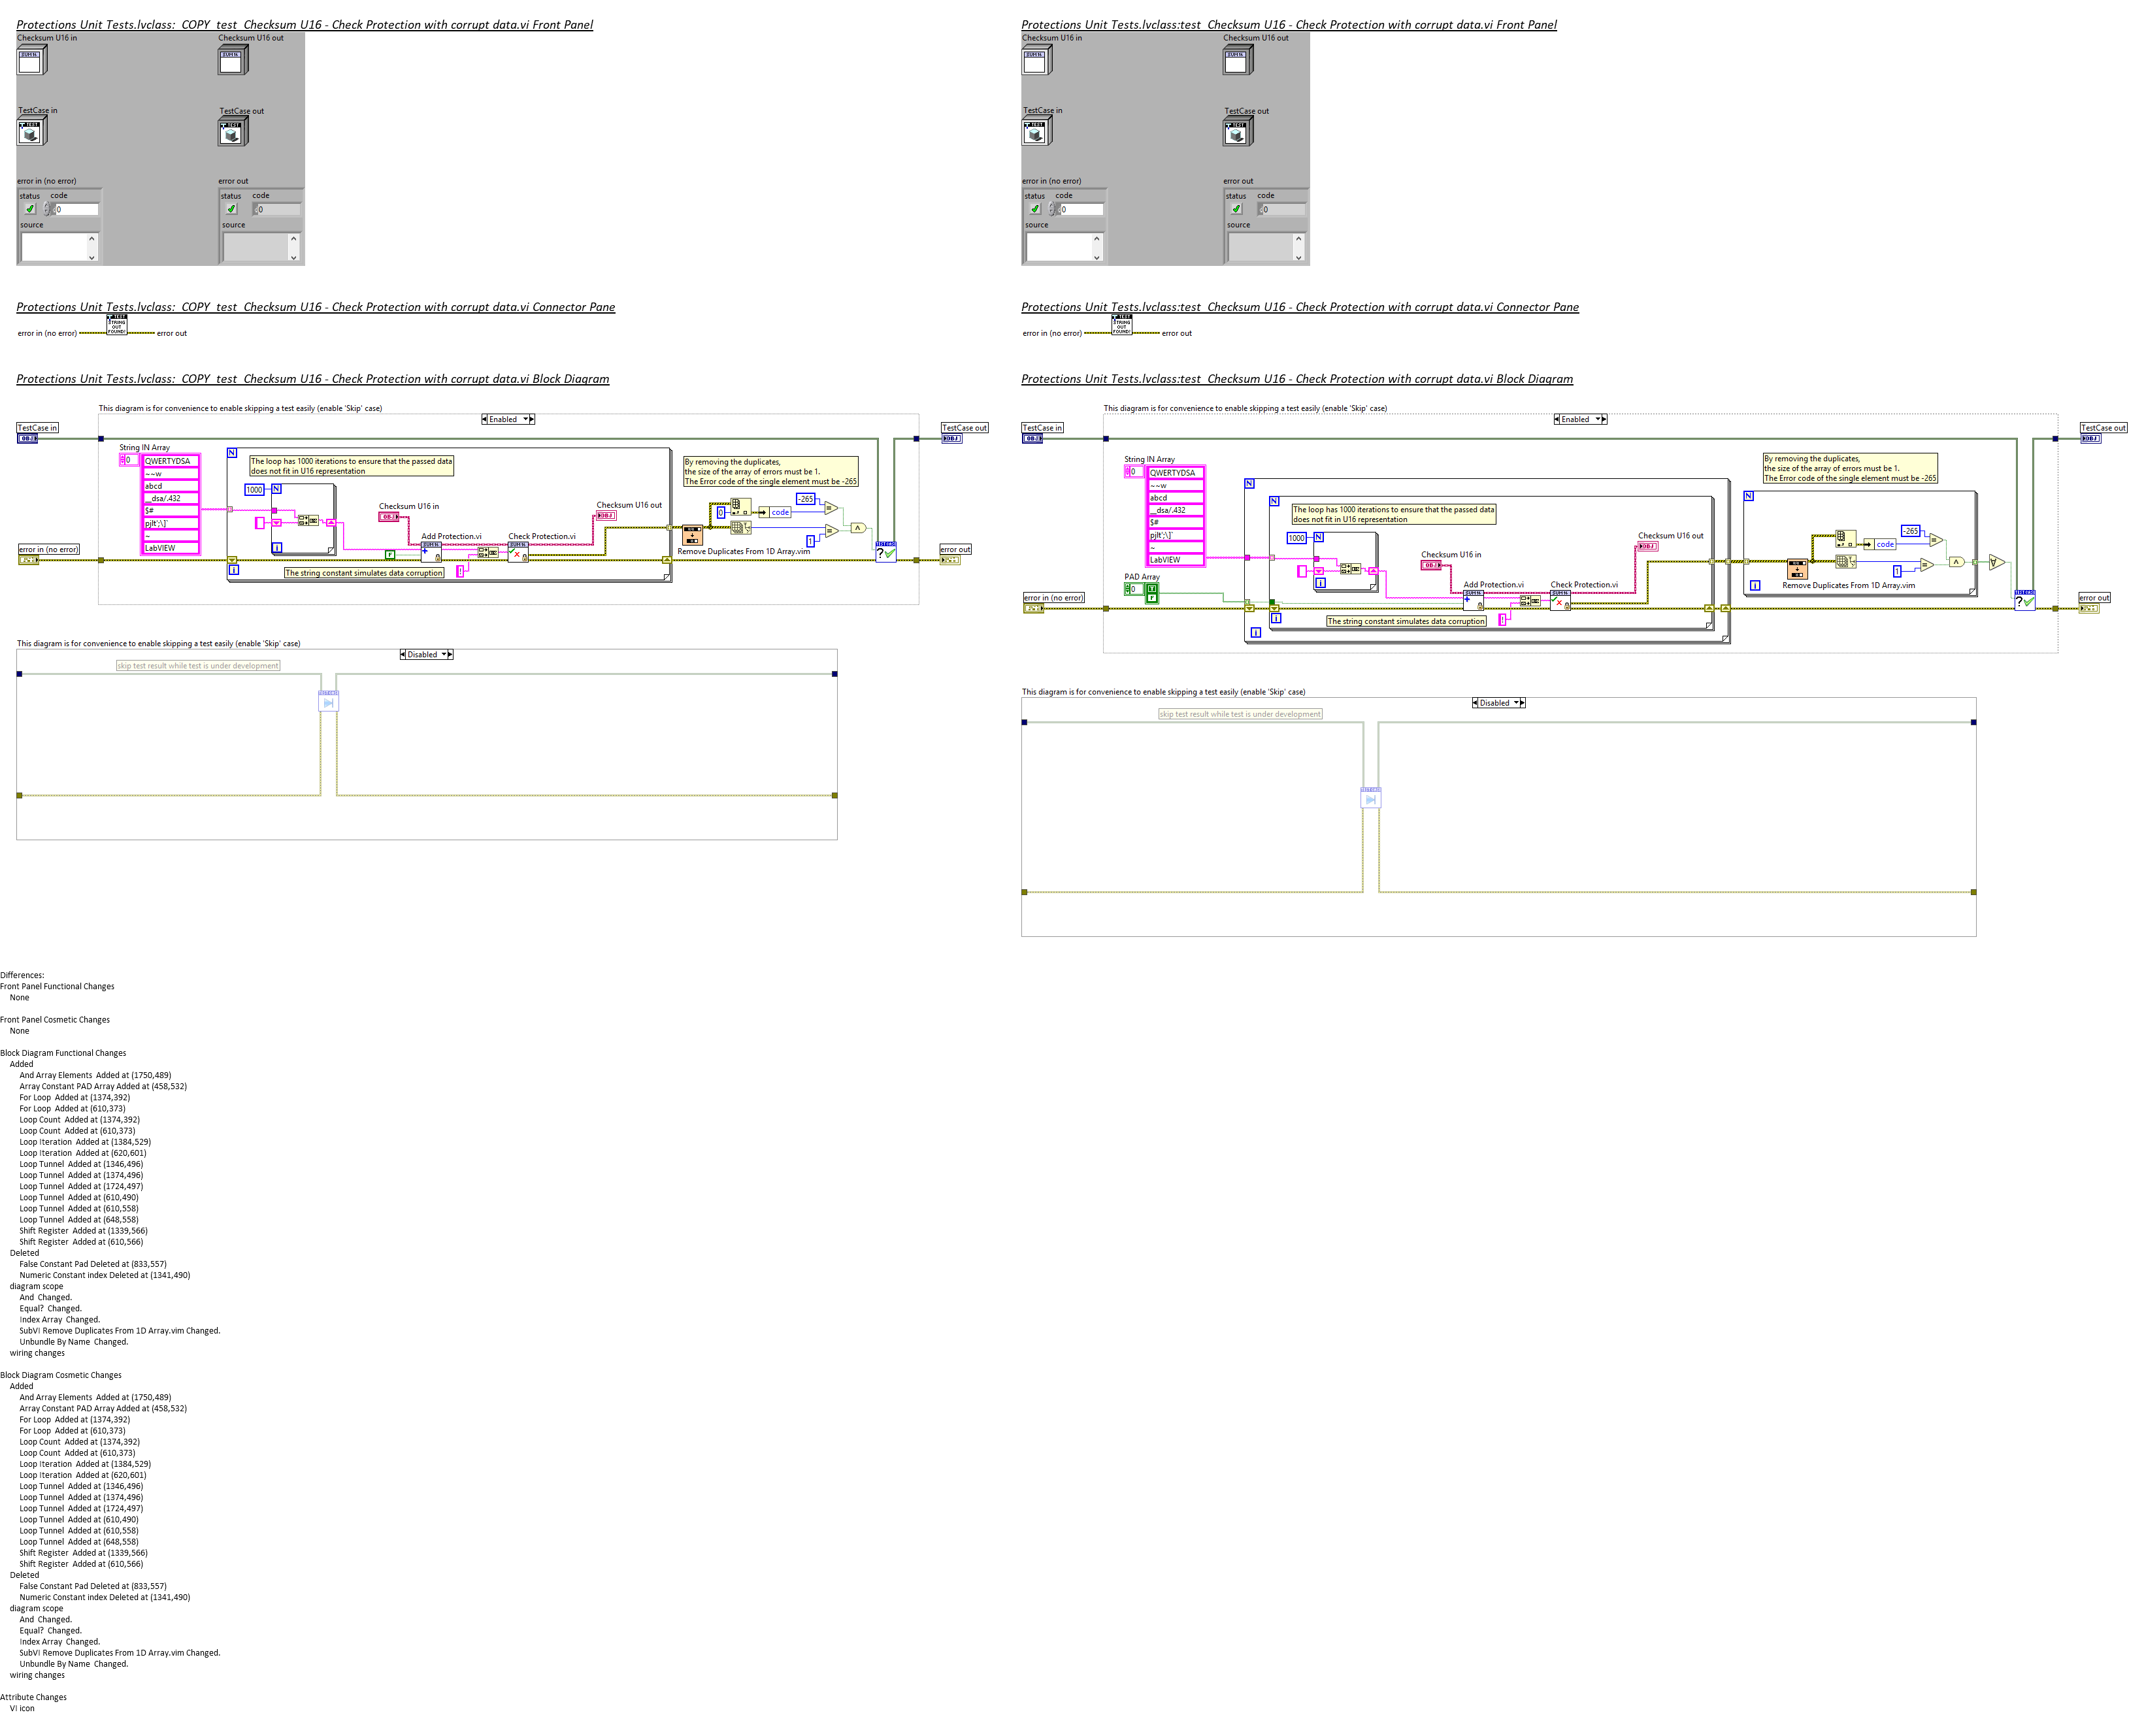 Protections Unit Tests.lvclass:_COPY_test_Checksum U16 - Check Protection with corrupt data.vi Front Panel
Checksum U16 in
Checksum U16 out
TestCase in
TestCase out
TEST
TEST
error in (no error)
error out
status code
0
source
status code
0
source
Protections Unit Tests.lvclass:_COPY_test_Checksum U16 - Check Protection with corrupt data.vi Connector Pane
error in (no error)
error out
Protections Unit Tests.lvclass:_COPY_test_Checksum U16 - Check Protection with corrupt data.vi Block Diagram
This diagram is for convenience to enable skipping a test easily (enable 'Skip' case)
Enabled
TestCase in
OBJ
TestCase out
OBJ
String IN Array
0
QWERTYDSA
~~w
abcd
_dsa/.432
$#
pjlt';\]'
~
LabVIEW
N
The loop has 1000 iterations to ensure that the passed data
does not fit in U16 representation
1000
N
i
Checksum U16 in
OBJ
Checksum U16 out
OBJ
Add Protection.vi
Check Protection.vi
F
!
The string constant simulates data corruption
i
By removing the duplicates,
the size of the array of errors must be 1.
The Error code of the single element must be -265
0
code
-265
1
Remove Duplicates From 1D Array.vim
error in (no error)
error out
This diagram is for convenience to enable skipping a test easily (enable 'Skip' case)
Disabled
skip test result while test is under development
Protections Unit Tests.lvclass:test_Checksum U16 - Check Protection with corrupt data.vi Front Panel
Checksum U16 in
Checksum U16 out
TestCase in
TestCase out
TEST
TEST
error in (no error)
error out
status code
0
source
status code
0
source
Protections Unit Tests.lvclass:test_Checksum U16 - Check Protection with corrupt data.vi Connector Pane
error in (no error)
error out
Protections Unit Tests.lvclass:test_Checksum U16 - Check Protection with corrupt data.vi Block Diagram
This diagram is for convenience to enable skipping a test easily (enable 'Skip' case)
Enabled
TestCase in
OBJ
TestCase out
OBJ
String IN Array
0
QWERTYDSA
~~w
abcd
_dsa/.432
$#
pjlt';\]'
~
LabVIEW
PAD Array
0
T
F
N
N
The loop has 1000 iterations to ensure that the passed data
does not fit in U16 representation
1000
N
i
Checksum U16 in
OBJ
Checksum U16 out
OBJ
Add Protection.vi
Check Protection.vi
!
The string constant simulates data corruption
i
i
By removing the duplicates,
the size of the array of errors must be 1.
The Error code of the single element must be -265
N
code
-265
1
Remove Duplicates From 1D Array.vim
i
error in (no error)
error out
This diagram is for convenience to enable skipping a test easily (enable 'Skip' case)
Disabled
skip test result while test is under development
Differences:
Front Panel Functional Changes
None
Front Panel Cosmetic Changes
None
Block Diagram Functional Changes
Added
And Array Elements  Added at (1750,489)
Array Constant PAD Array Added at (458,532)
For Loop  Added at (1374,392)
For Loop  Added at (610,373)
Loop Count  Added at (1374,392)
Loop Count  Added at (610,373)
Loop Iteration  Added at (1384,529)
Loop Iteration  Added at (620,601)
Loop Tunnel  Added at (1346,496)
Loop Tunnel  Added at (1374,496)
Loop Tunnel  Added at (1724,497)
Loop Tunnel  Added at (610,490)
Loop Tunnel  Added at (610,558)
Loop Tunnel  Added at (648,558)
Shift Register  Added at (1339,566)
Shift Register  Added at (610,566)
Deleted
False Constant Pad Deleted at (833,557)
Numeric Constant index Deleted at (1341,490)
diagram scope
And  Changed.
Equal?  Changed.
Index Array  Changed.
SubVI Remove Duplicates From 1D Array.vim Changed.
Unbundle By Name  Changed.
wiring changes
Block Diagram Cosmetic Changes
Added
And Array Elements  Added at (1750,489)
Array Constant PAD Array Added at (458,532)
For Loop  Added at (1374,392)
For Loop  Added at (610,373)
Loop Count  Added at (1374,392)
Loop Count  Added at (610,373)
Loop Iteration  Added at (1384,529)
Loop Iteration  Added at (620,601)
Loop Tunnel  Added at (1346,496)
Loop Tunnel  Added at (1374,496)
Loop Tunnel  Added at (1724,497)
Loop Tunnel  Added at (610,490)
Loop Tunnel  Added at (610,558)
Loop Tunnel  Added at (648,558)
Shift Register  Added at (1339,566)
Shift Register  Added at (610,566)
Deleted
False Constant Pad Deleted at (833,557)
Numeric Constant index Deleted at (1341,490)
diagram scope
And  Changed.
Equal?  Changed.
Index Array  Changed.
SubVI Remove Duplicates From 1D Array.vim Changed.
Unbundle By Name  Changed.
wiring changes
Attribute Changes
VI icon